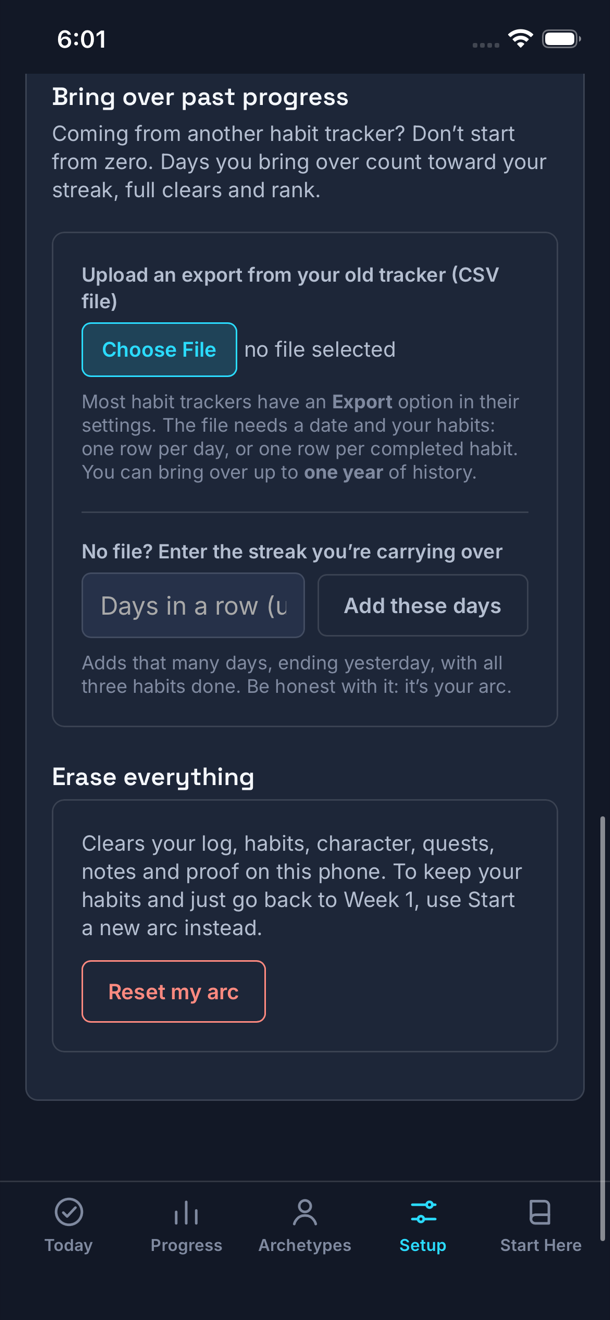 6:01
Bring over past progress
Coming from another habit tracker? Don’t start
from zero. Days you bring over count toward your
streak, full clears and rank.
Upload an export from your old tracker (CSV
file)
Choose File no file selected
Most habit trackers have an Export option in their
settings. The file needs a date and your habits:
one row per day, or one row per completed habit.
You can bring over up to one year of history.
No file? Enter the streak you’re carrying over
Days in a row (u
Add these days
Adds that many days, ending yesterday, with all
three habits done. Be honest with it: it’s your arc.
Erase everything
Clears your log, habits, character, quests,
notes and proof on this phone. To keep your
habits and just go back to Week 1, use Start
a new arc instead.
Reset my arc
Today Progress Archetypes Setup Start Here